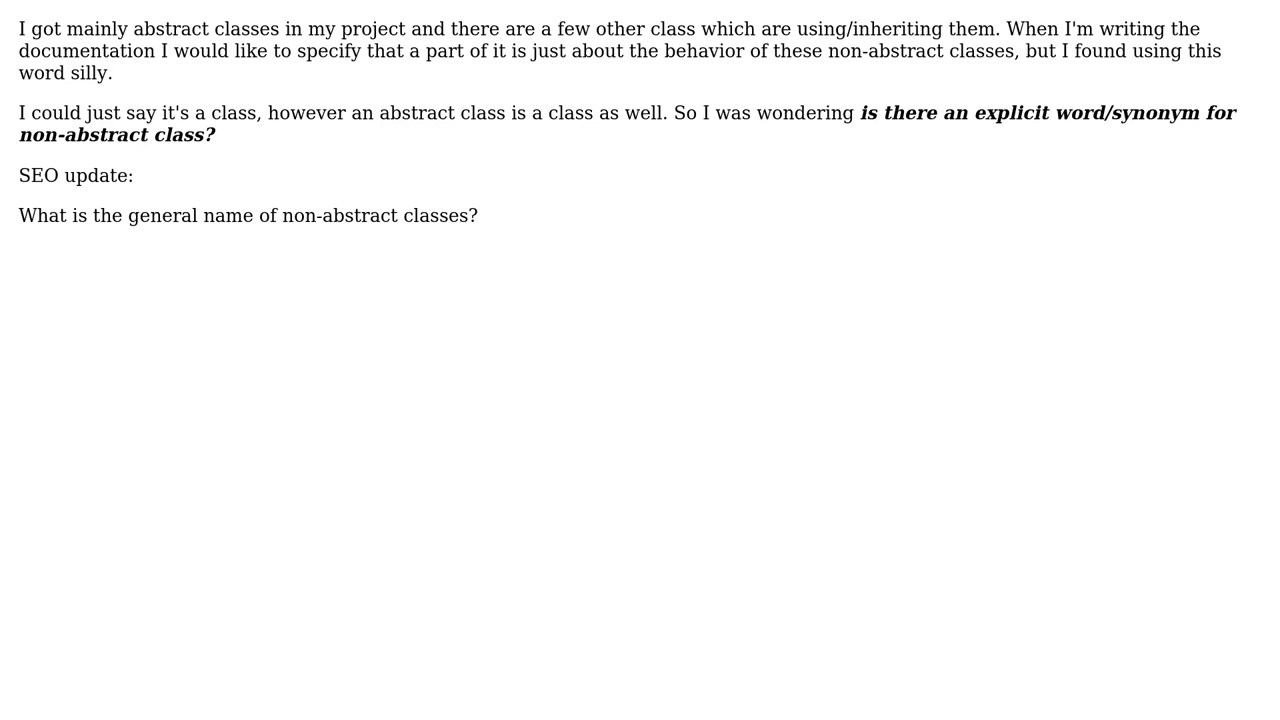 I got mainly abstract classes in my project and there are a few other class which are using/inheriting them. When I'm writing the
documentation I would like to specify that a part of it is just about the behavior of these non-abstract classes, but I found using this
word silly.
I could just say it's a class, however an abstract class is a class as well. So I was wondering is there an explicit word/synonym for
non-abstract class?
SEO update:
What is the general name of non-abstract classes?